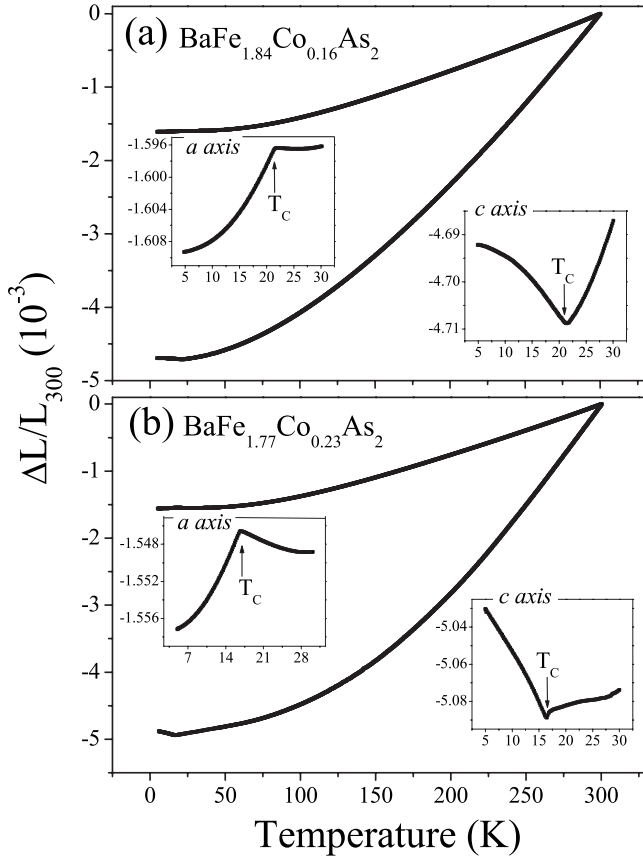 (a) BaFe1.84Co0.16As2
0
-1
-2
-3
-4
-5
a axis
-1.596
-1.600
-1.604
-1.608
TC
5 10 15 20 25 30
c axis
-4.69
-4.70
-4.71
TC
5 10 15 20 25 30
ΔL/L300 (10-3)
(b) BaFe1.77Co0.23As2
0
-1
-2
-3
-4
-5
a axis
-1.548
-1.552
-1.556
TC
7 14 21 28
c axis
-5.04
-5.06
-5.08
TC
5 10 15 20 25 30
0 50 100 150 200 250 300
Temperature (K)